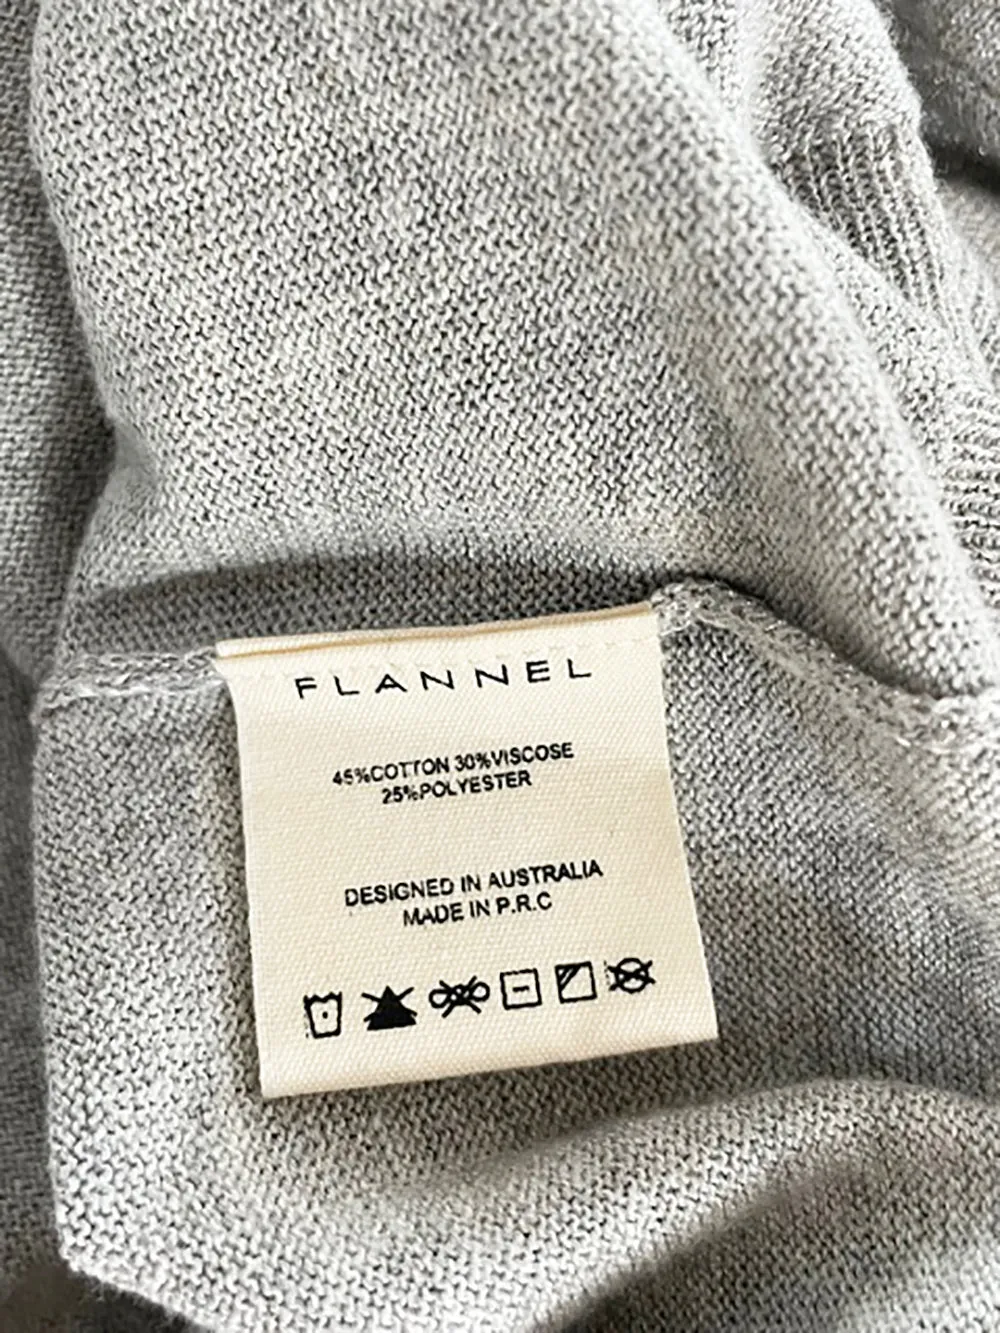 FLANNEL
45%COTTON 30%VISCOSE
25%POLYESTER
DESIGNED IN AUSTRALIA
MADE IN P.R.C